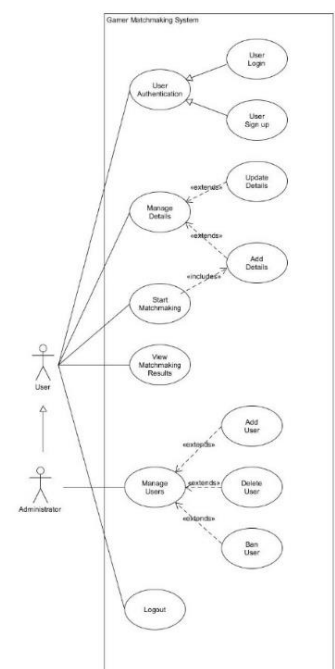 Gamer Matchmaking System
User
Login
User
Authentication
User
Sign up
Update
Details
«extends»
Manage
Details
«extends»
Add
Details
«includes»
Start
Matchmaking
View
Matchmaking
Results
User
Add
User
«extends»
Manage
Users
«extends»
Delete
User
Administrator
«extends»
Ban
User
Logout